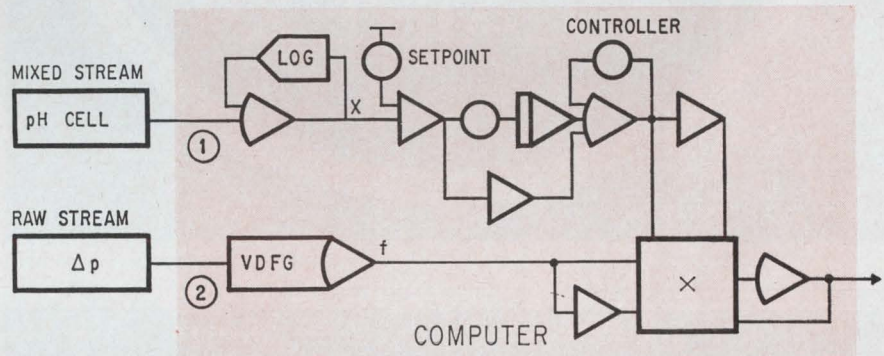 CONTROLLER
LOG
SETPOINT
MIXED STREAM
pH CELL
X
1
RAW STREAM
Δp
VDFG
f
2
X
COMPUTER